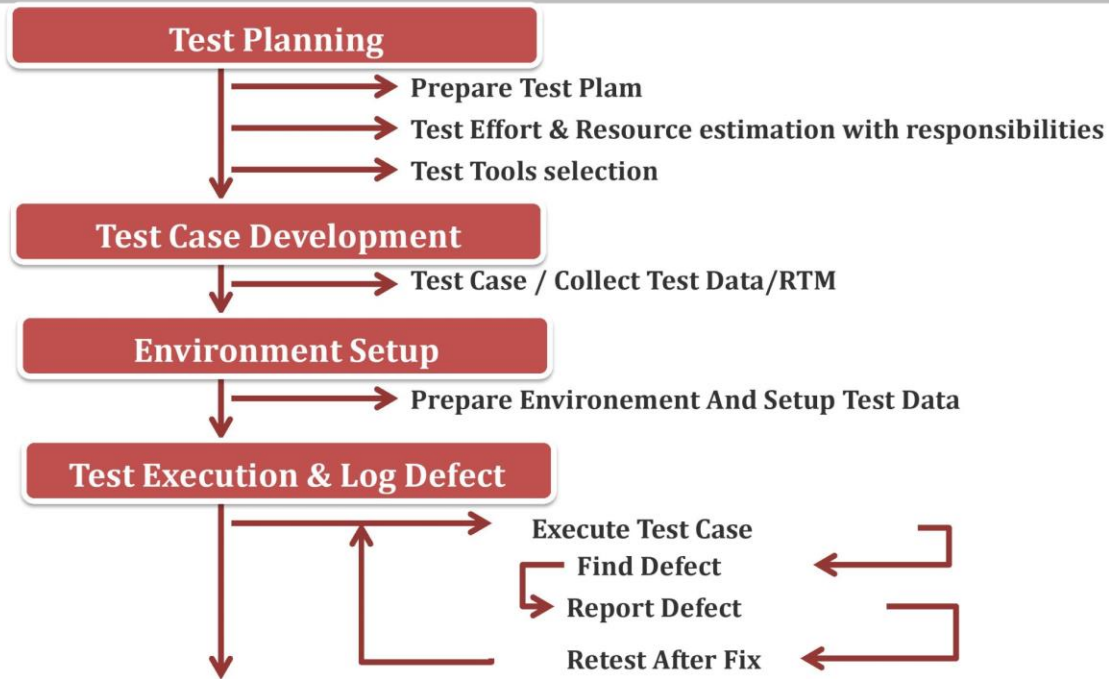 Test Planning
Prepare Test Plam
Test Effort & Resource estimation with responsibilities
Test Tools selection
Test Case Development
Test Case / Collect Test Data/RTM
Environment Setup
Prepare Environement And Setup Test Data
Test Execution & Log Defect
Execute Test Case
Find Defect
Report Defect
Retest After Fix